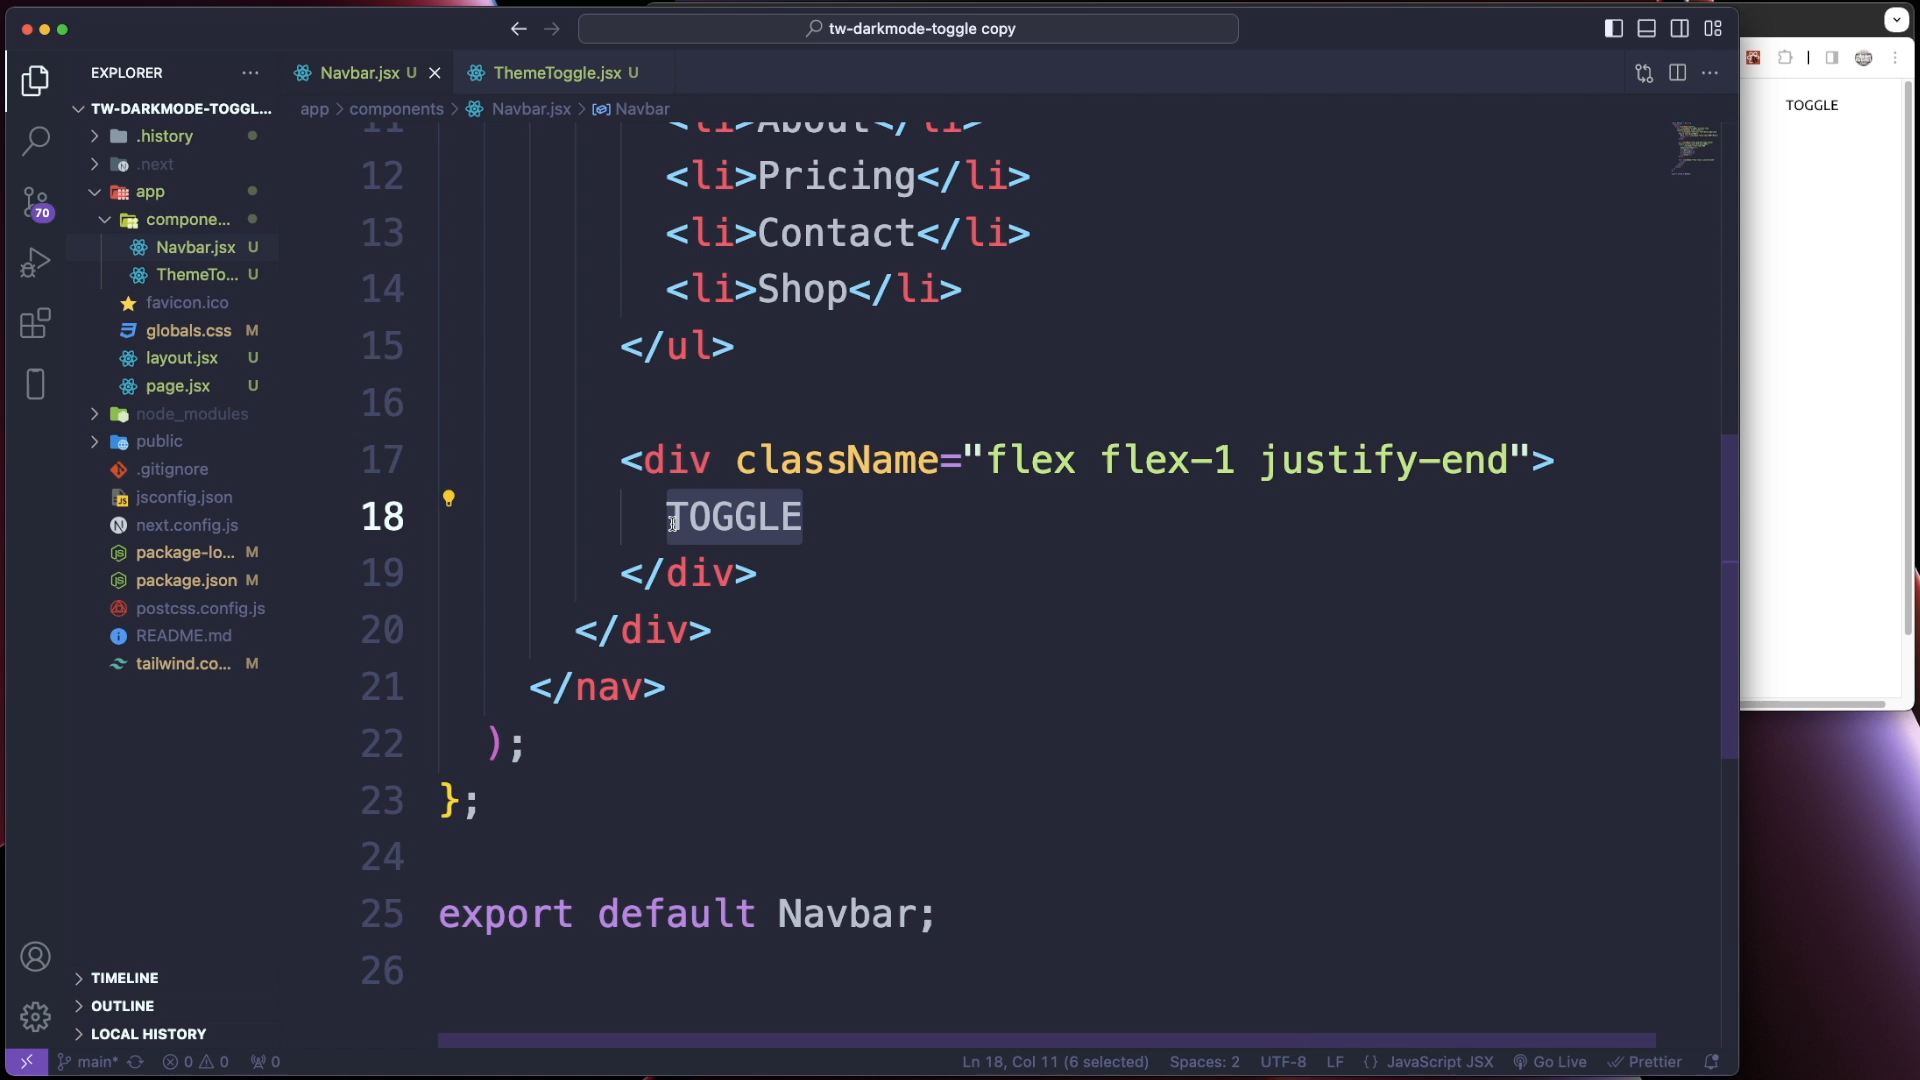 tw-darkmode-toggle copy
EXPLORER
Navbar.jsx U
ThemeToggle.jsx U
TOGGLE
TW-DARKMODE-TOGGL...
app > components > Navbar.jsx > Navbar
.history
.next
app
compone...
Navbar.jsx U
ThemeTo... U
favicon.ico
globals.css M
layout.jsx U
page.jsx U
node_modules
public
.gitignore
jsconfig.json
next.config.js
package-lo... M
package.json M
postcss.config.js
README.md
tailwind.co... M
70
TIMELINE
OUTLINE
LOCAL HISTORY
11 <li>About</li>
12 <li>Pricing</li>
13 <li>Contact</li>
14 <li>Shop</li>
15 </ul>
16
17 <div className="flex flex-1 justify-end">
18 TOGGLE
19 </div>
20 </div>
21 </nav>
22 );
23 };
24
25 export default Navbar;
26
main* 0 0 0 Ln 18, Col 11 (6 selected) Spaces: 2 UTF-8 LF {} JavaScript JSX Go Live Prettier